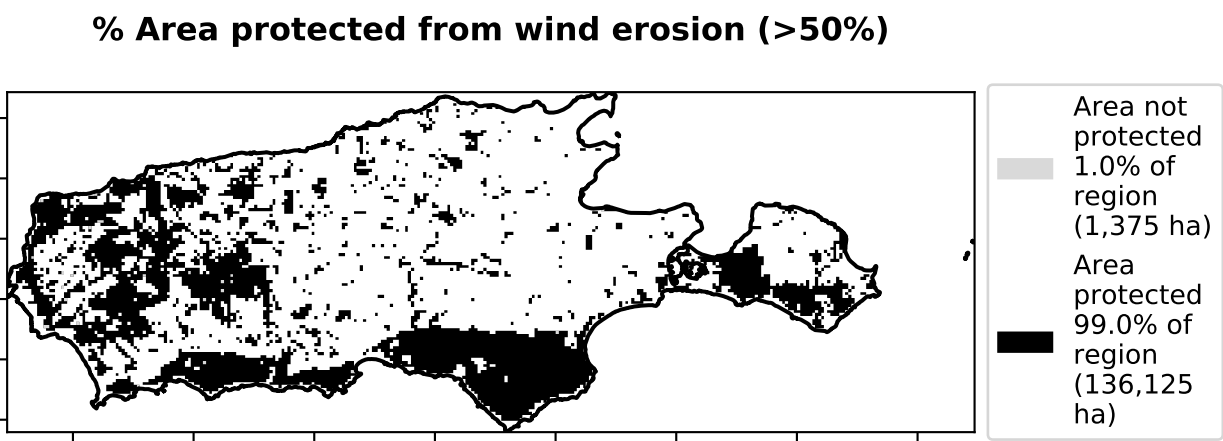 % Area protected from wind erosion (>50%)
Area not
protected
1.0% of
region
(1,375 ha)
Area
protected
99.0% of
region
(136,125
ha)